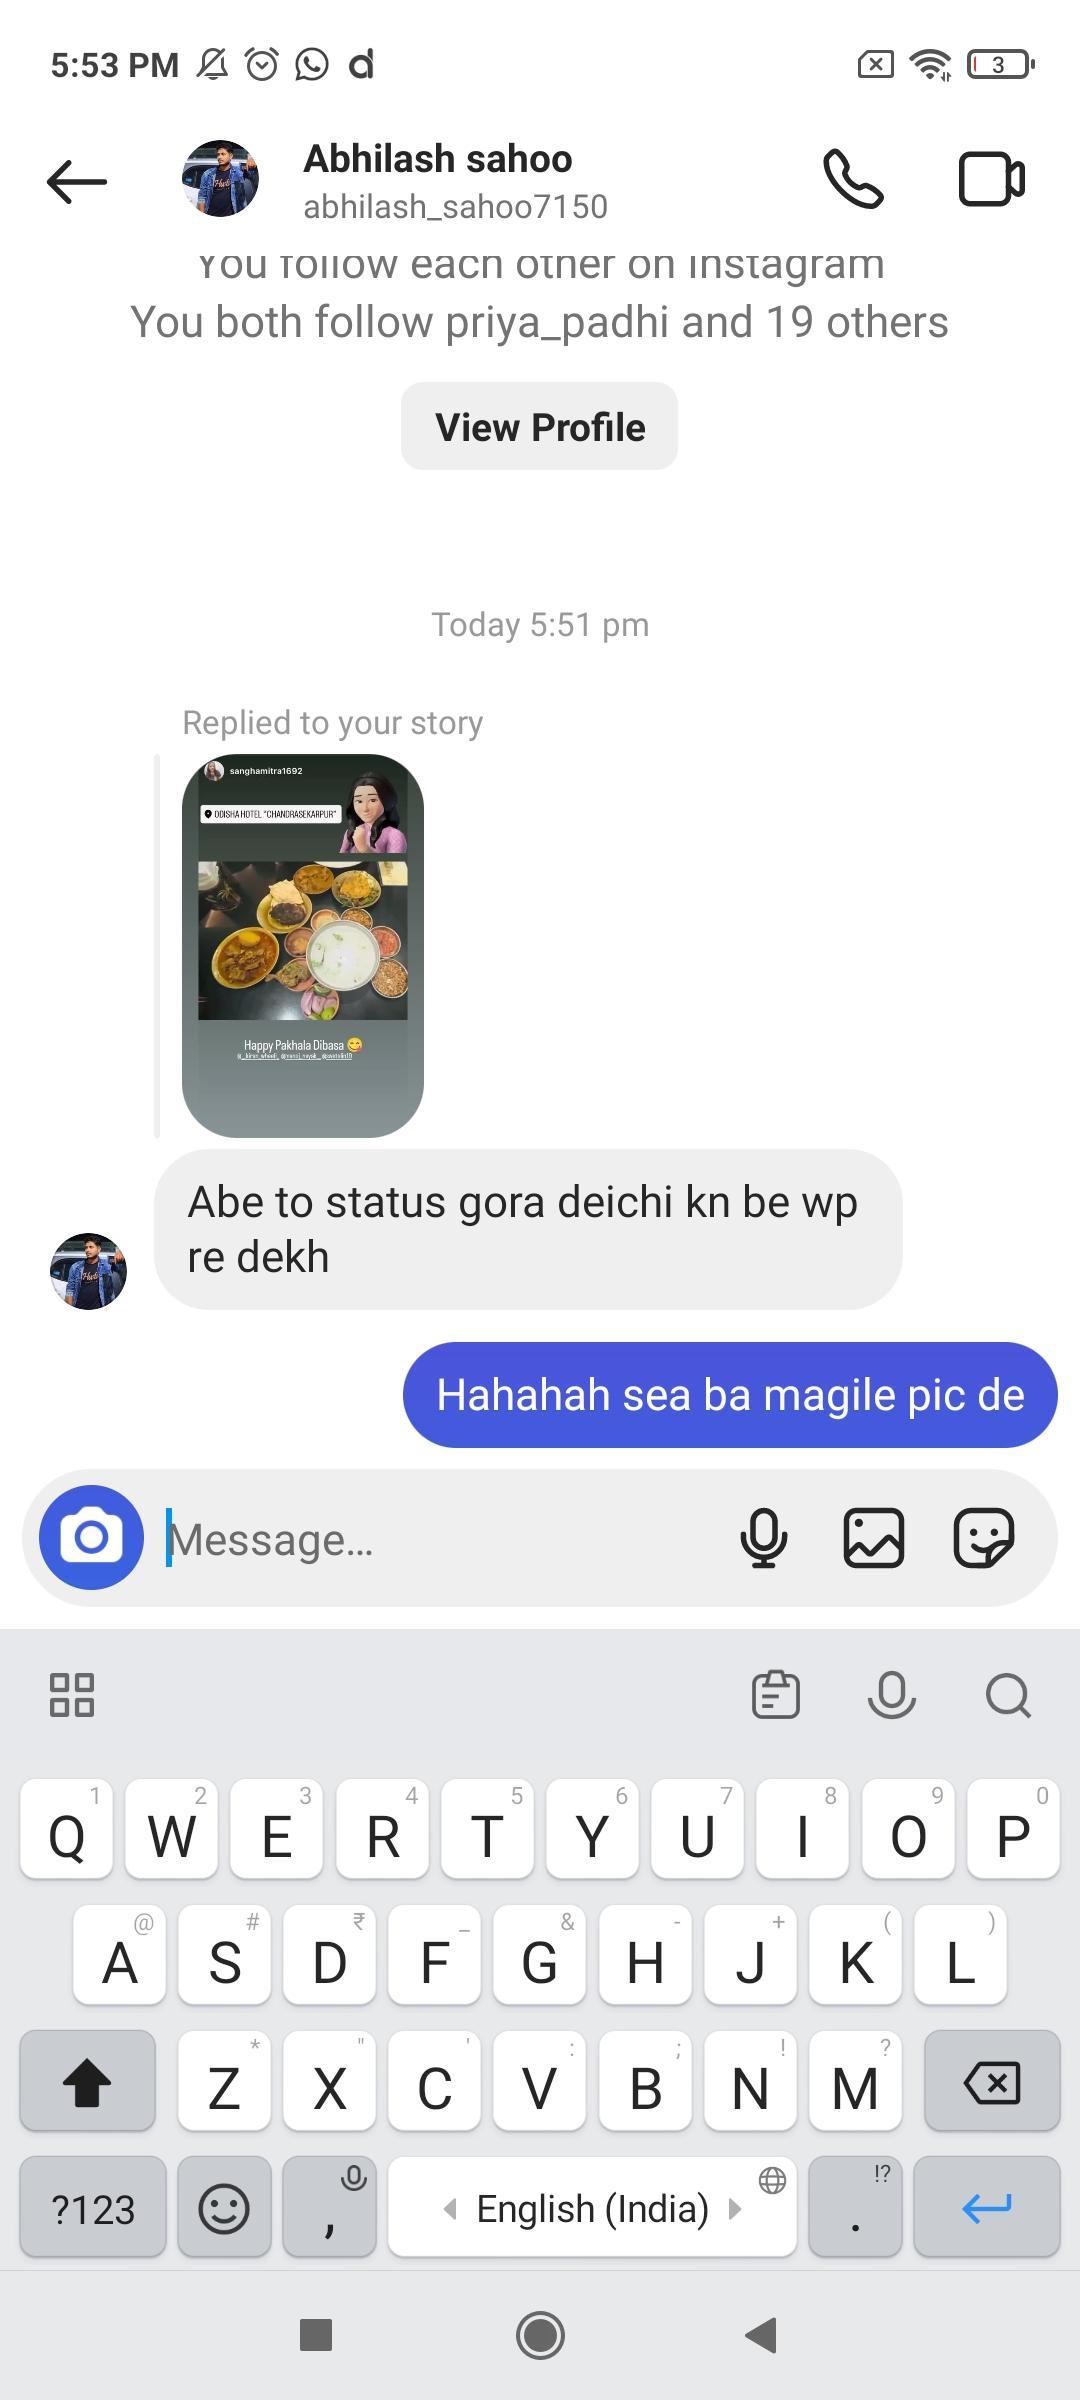 5:53 PM
3
Abhilash sahoo
abhilash_sahoo7150
You follow each other on Instagram
You both follow priya_padhi and 19 others
View Profile
Today 5:51 pm
Replied to your story
sanghamitra1692
ODISHA HOTEL "CHANDRASEKARPUR"
Happy Pakhala Dibasa 😋
Abe to status gora deichi kn be wp
re dekh
Hahahah sea ba magile pic de
Message...
1 2 3 4 5 6 7 8 9 0
Q W E R T Y U I O P
@ # ₹ _ & - + ( )
A S D F G H J K L
* " ' : ; ! ?
Z X C V B N M
!?
?123 , English (India) .